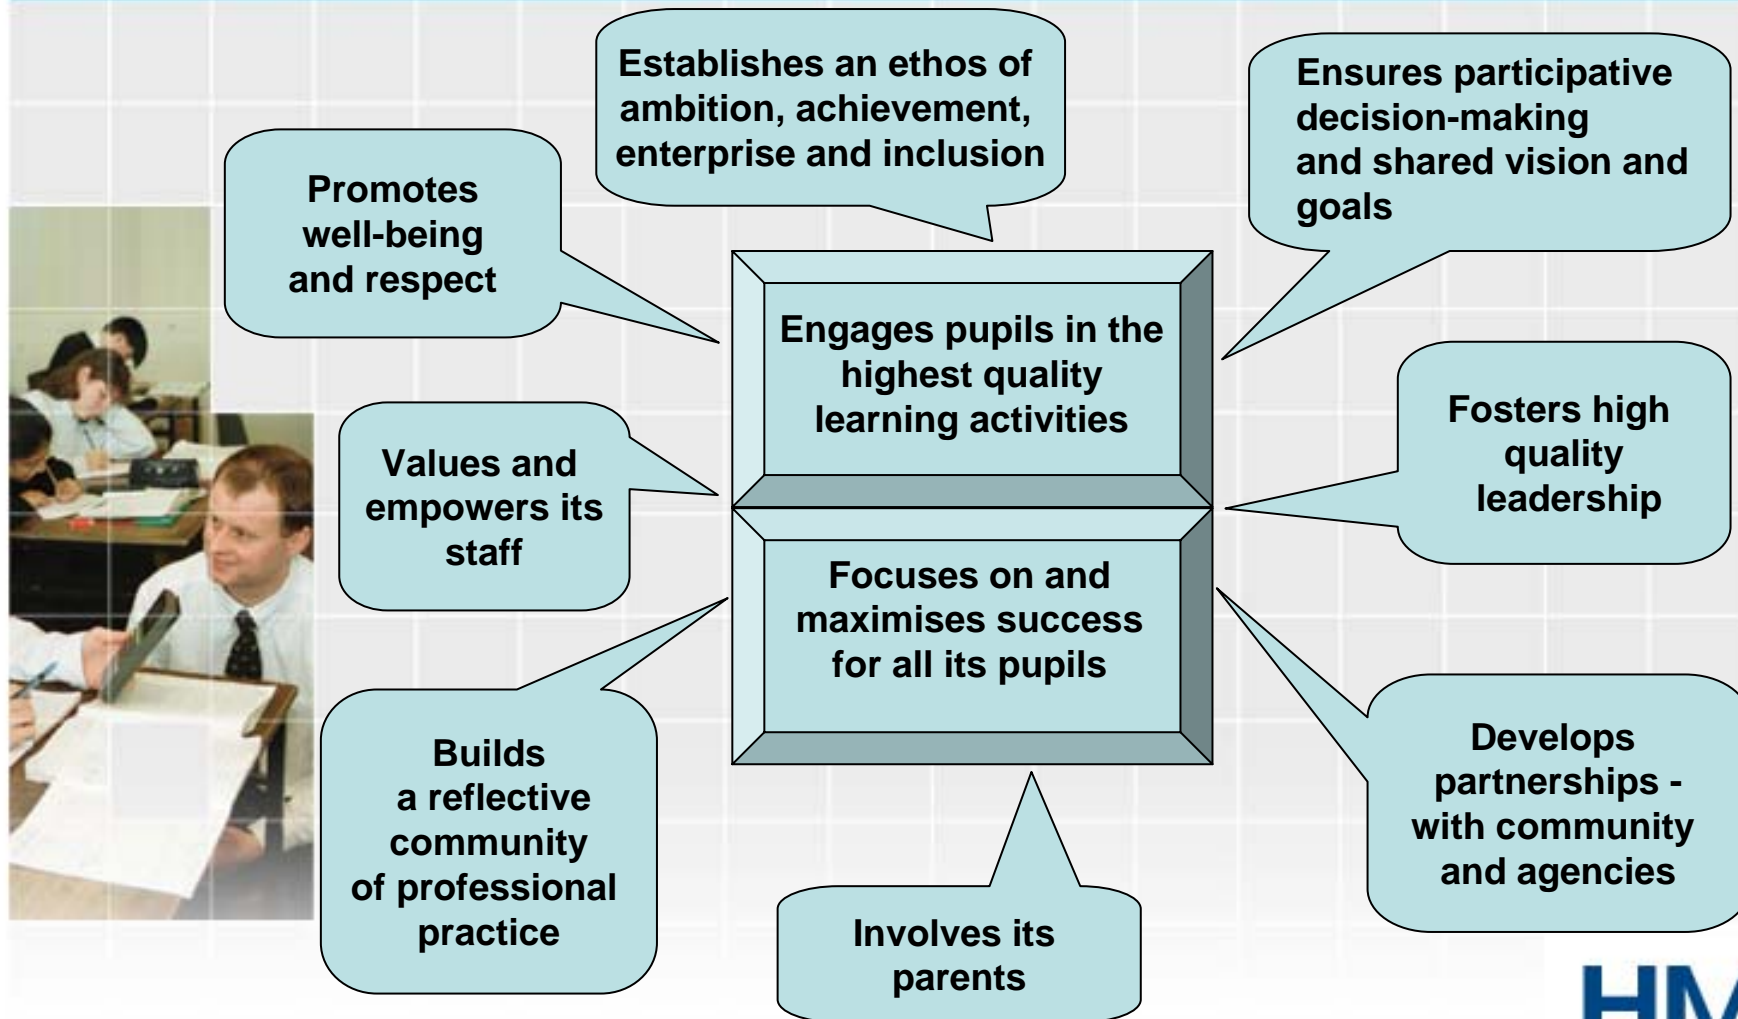 Establishes an ethos of
ambition, achievement,
enterprise and inclusion
Ensures participative
decision-making
and shared vision and
goals
Promotes
well-being
and respect
Engages pupils in the
highest quality
learning activities
Fosters high
quality
leadership
Values and
empowers its
staff
Focuses on and
maximises success
for all its pupils
Builds
a reflective
community
of professional
practice
Develops
partnerships -
with community
and agencies
Involves its
parents
HM